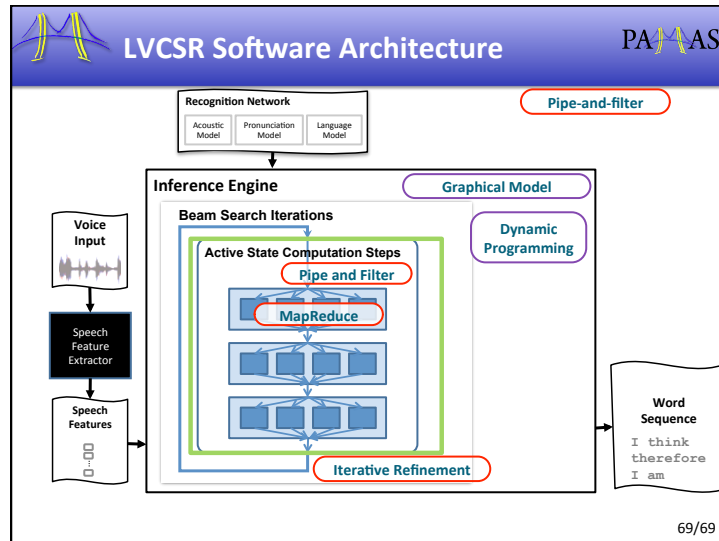 LVCSR Software Architecture
PAMAS
Recognition Network
Acoustic Model
Pronunciation Model
Language Model
Pipe-and-filter
Inference Engine
Graphical Model
Beam Search Iterations
Dynamic
Programming
Voice
Input
Active State Computation Steps
Pipe and Filter
MapReduce
Speech
Feature
Extractor
Speech
Features
Iterative Refinement
Word
Sequence
I think
therefore
I am
69/69